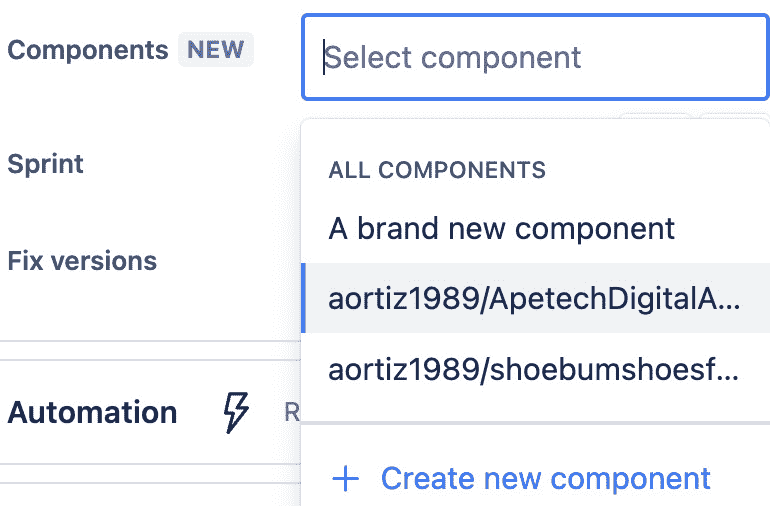 Components NEW
Select component
Sprint
ALL COMPONENTS
A brand new component
Fix versions
aortiz1989/ApetechDigitalA...
aortiz1989/shoebumshoesf...
Automation R
+ Create new component